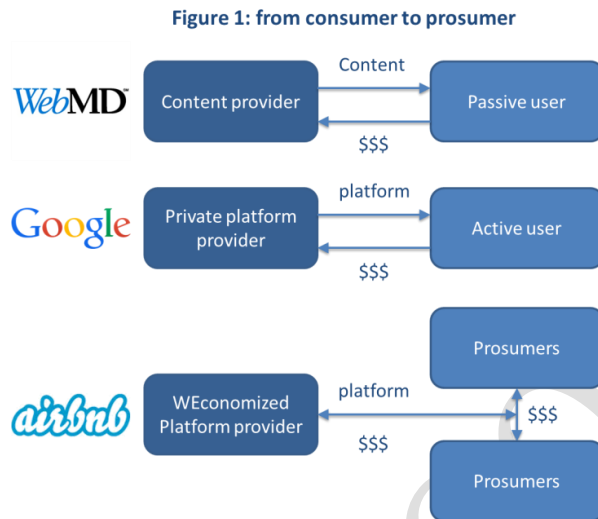 Figure 1: from consumer to prosumer
Content
WebMD
Content provider
Passive user
$$$
platform
Google
Private platform
provider
Active user
$$$
Prosumers
platform
airbnb
WEconomized
Platform provider
$$$
$$$
Prosumers